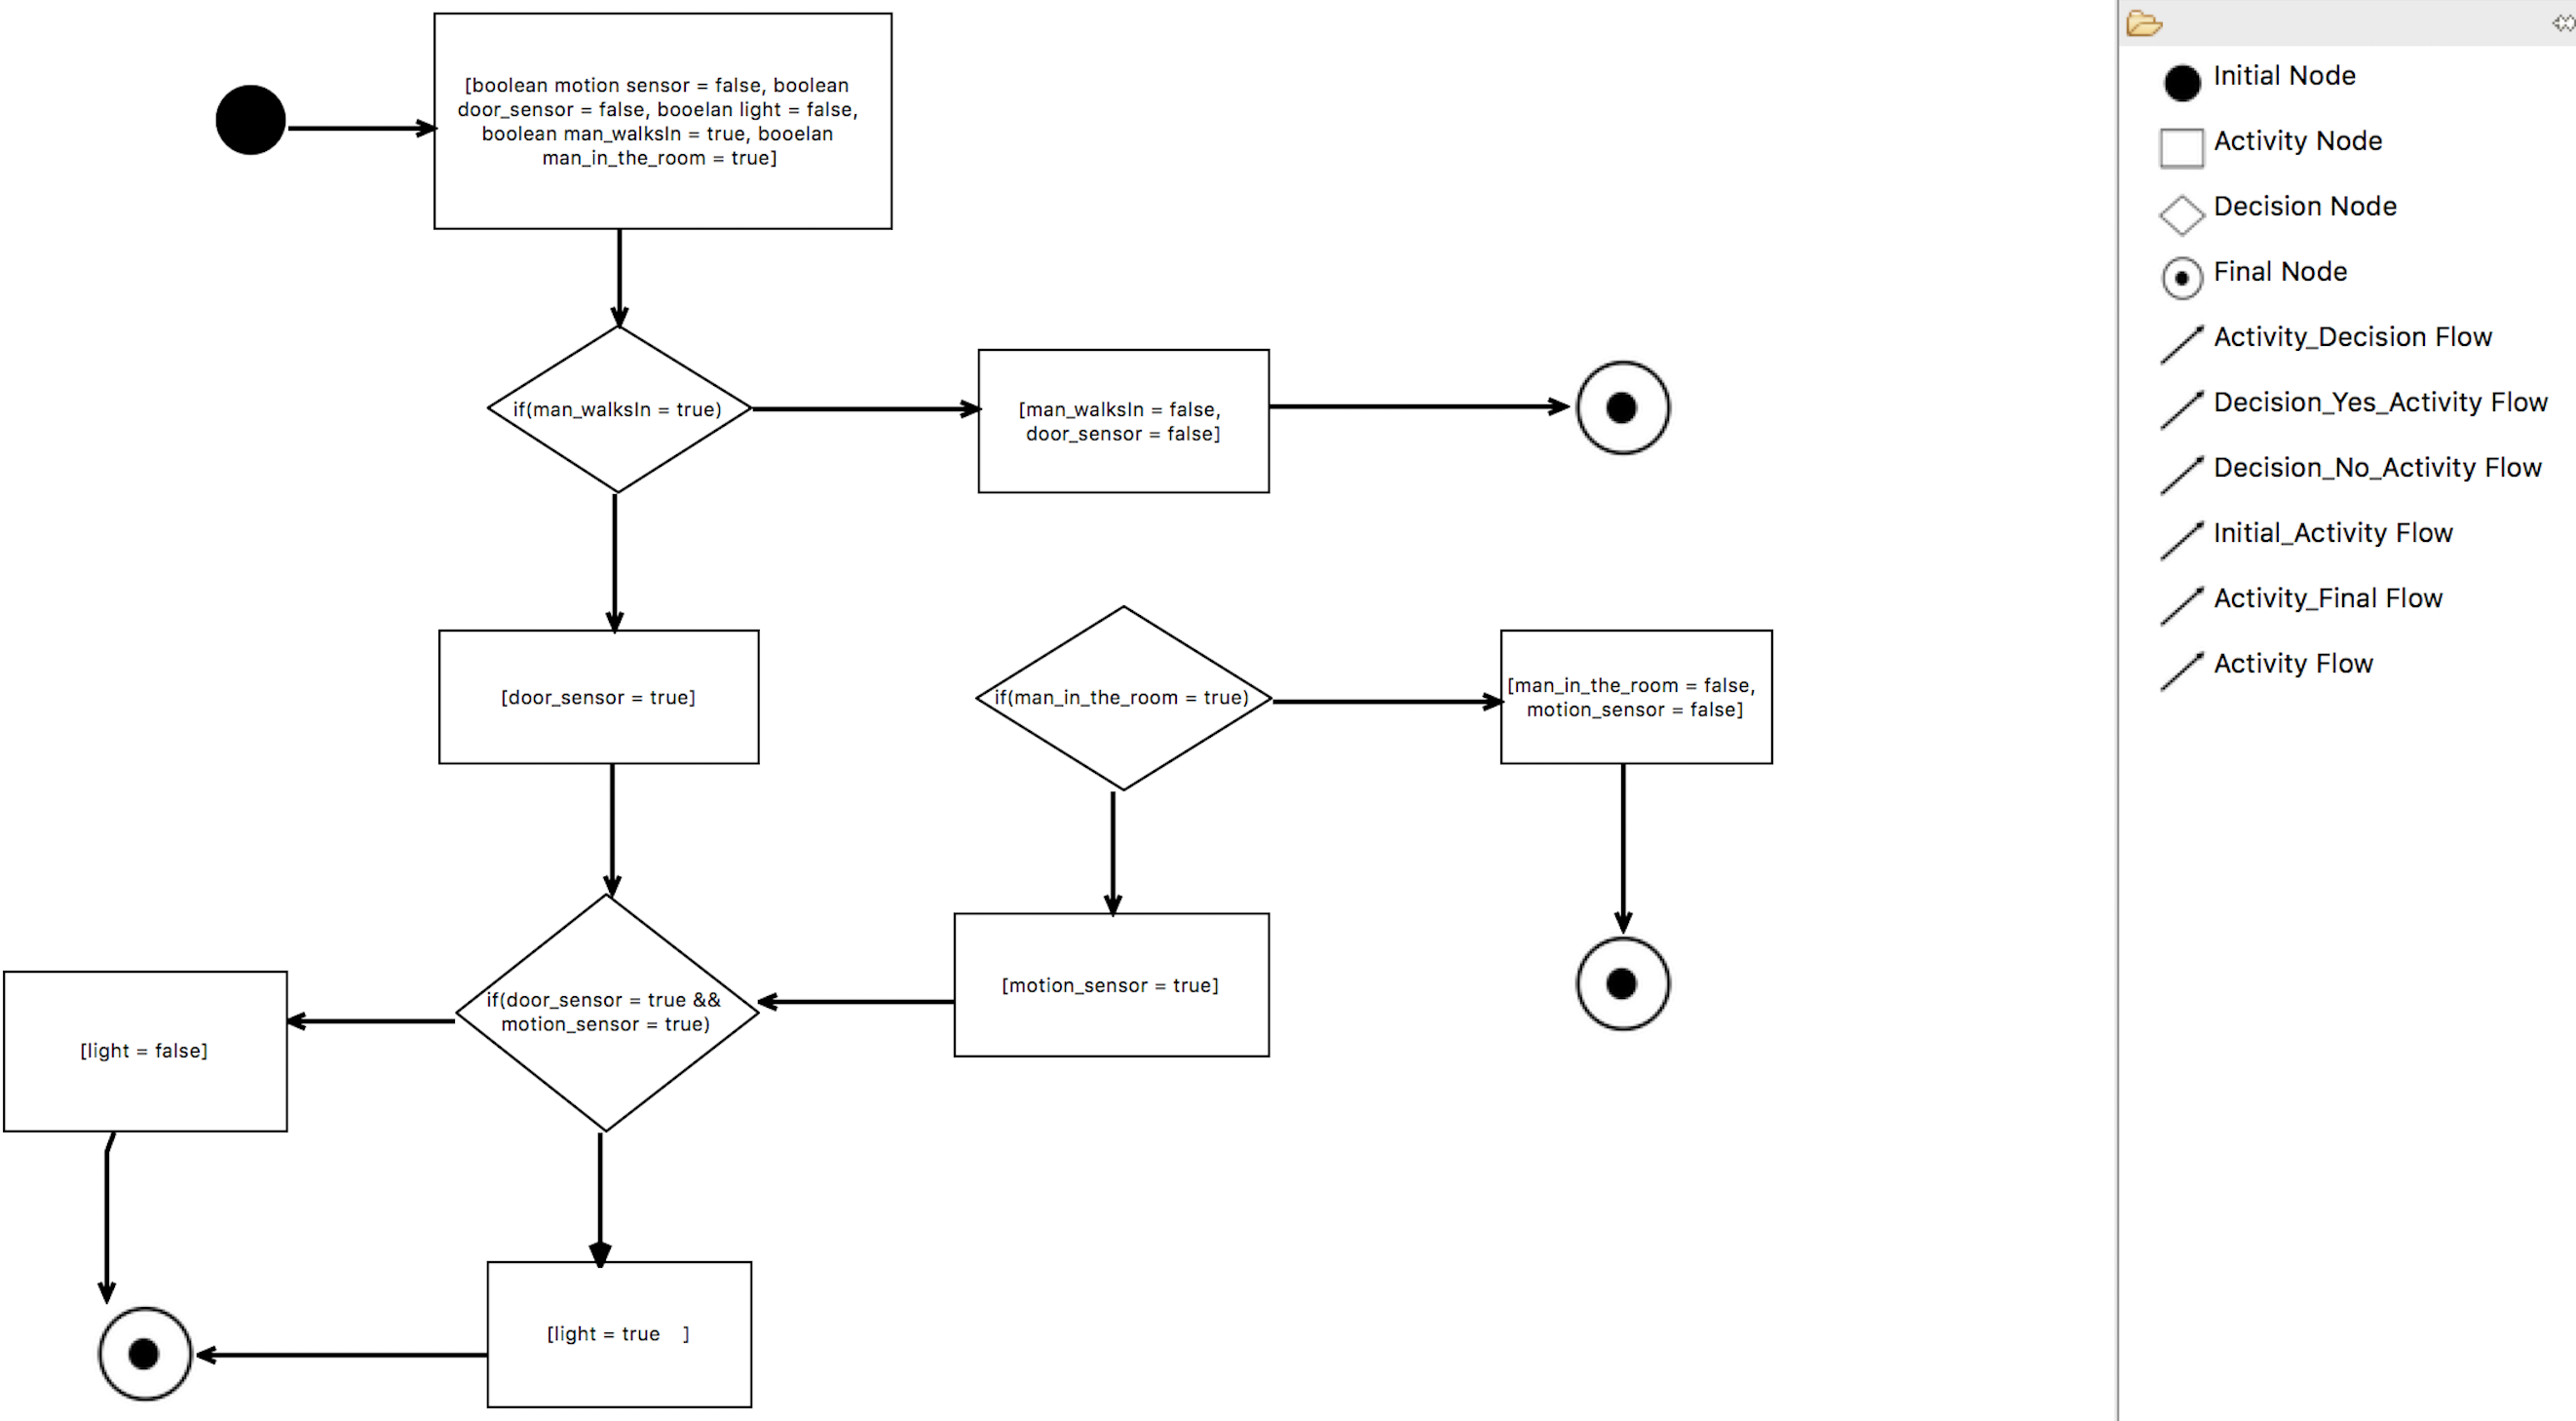 [boolean motion sensor = false, boolean
door_sensor = false, booelan light = false,
boolean man_walksIn = true, booelan
man_in_the_room = true]
if(man_walksIn = true)
[man_walksIn = false,
door_sensor = false]
[door_sensor = true]
if(man_in_the_room = true)
[man_in_the_room = false,
motion_sensor = false]
if(door_sensor = true &&
motion_sensor = true)
[motion_sensor = true]
[light = false]
[light = true ]
Initial Node
Activity Node
Decision Node
Final Node
Activity_Decision Flow
Decision_Yes_Activity Flow
Decision_No_Activity Flow
Initial_Activity Flow
Activity_Final Flow
Activity Flow